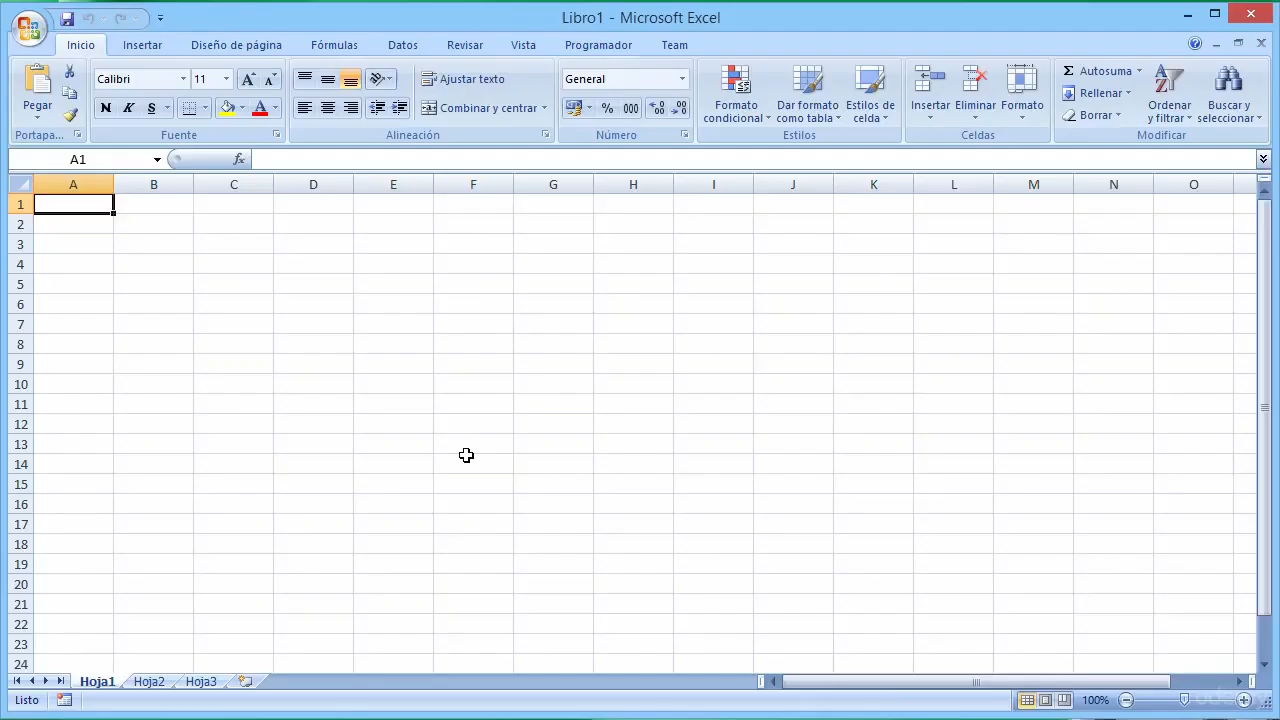 Libro1 - Microsoft Excel
Inicio Insertar Diseño de página Fórmulas Datos Revisar Vista Programador Team
Pegar
Portapa...
Calibri 11
N K S
Fuente
Ajustar texto
Combinar y centrar
Alineación
General
% 000
Número
Formato condicional
Dar formato como tabla
Estilos de celda
Estilos
Insertar Eliminar Formato
Celdas
Σ Autosuma
Rellenar
Borrar
Ordenar y filtrar
Buscar y seleccionar
Modificar
A1 fx
A B C D E F G H I J K L M N O
1
2
3
4
5
6
7
8
9
10
11
12
13
14
15
16
17
18
19
20
21
22
23
24
Hoja1 Hoja2 Hoja3
Listo 100%